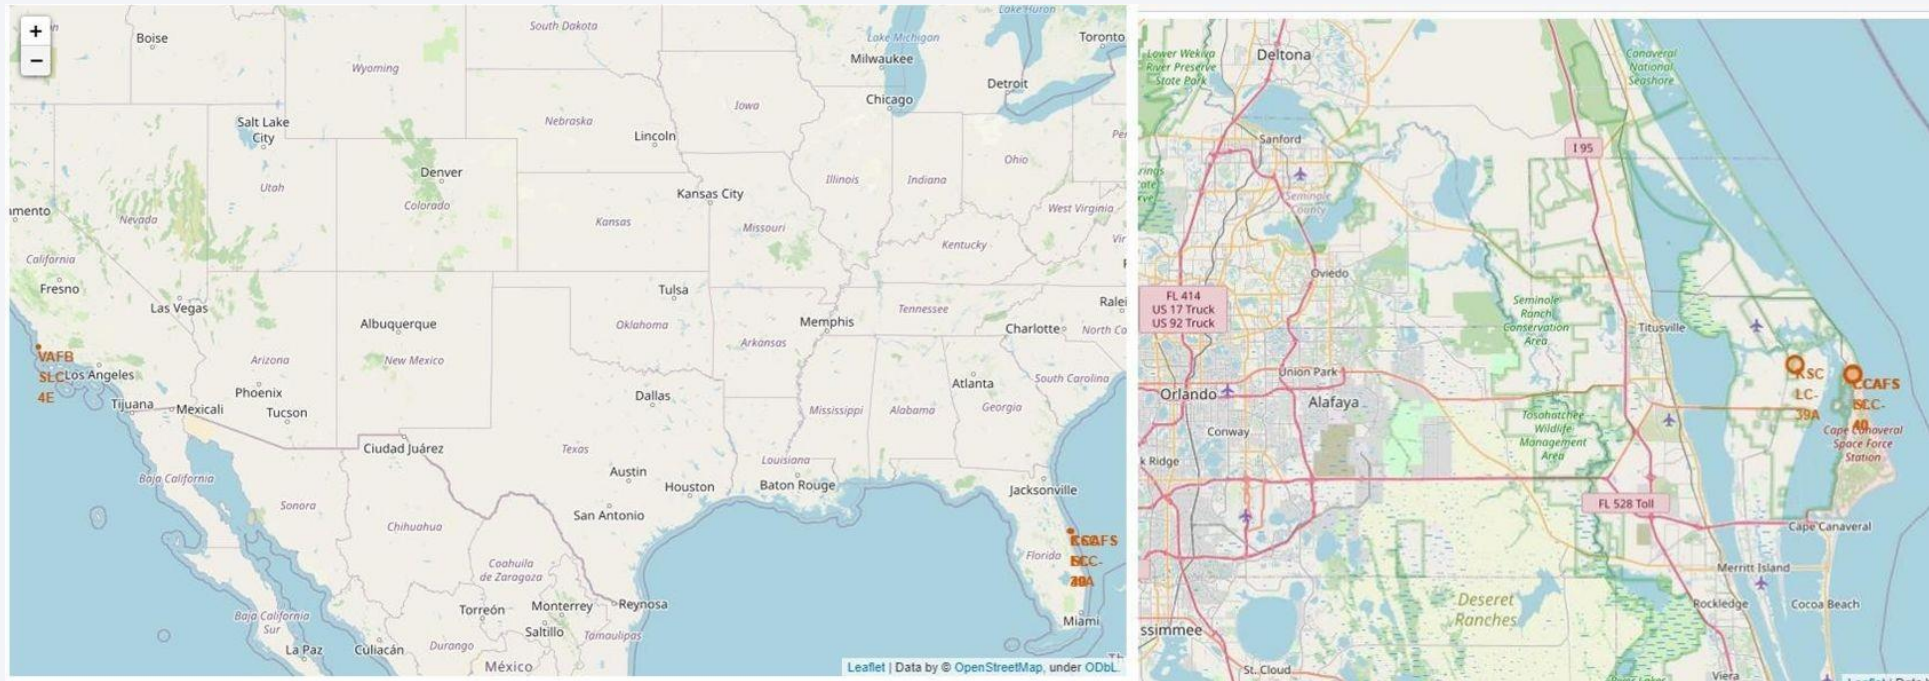 +
−
Boise
South Dakota
Lake Huron
Lake Michigan
Toronto
Milwaukee
Wyoming
Detroit
Chicago
Iowa
Salt Lake
City
Nebraska
Lincoln
Ohio
Denver
Utah
Illinois
Indiana
Kansas City
Colorado
West Virginia
Nevada
Kansas
Missouri
Kentucky
California
Fresno
Las Vegas
Tulsa
Albuquerque
Oklahoma
Memphis
Tennessee
Charlotte
Arkansas
VAFB
SLC-
4E
Los Angeles
Arizona
New Mexico
Phoenix
Dallas
Atlanta
South Carolina
Tijuana
Mexicali
Tucson
Mississippi
Alabama
Georgia
Ciudad Juárez
Texas
Austin
Louisiana
Baja California
Houston
Baton Rouge
Jacksonville
Sonora
San Antonio
Chihuahua
Florida
Coahuila
de Zaragoza
Torreón
Monterrey
Reynosa
Baja California
Sur
Saltillo
Tamaulipas
Miami
La Paz
Culiacán
Durango
México
Leaflet | Data by © OpenStreetMap, under ODbL.
Lower Wekiva
River Preserve
State Park
Deltona
Canaveral
National
Seashore
Sanford
I 95
Seminole
County
Oviedo
FL 414
US 17 Truck
US 92 Truck
Seminole
Ranch
Conservation
Area
Titusville
Union Park
KSC
LC-
39A
CCAFS
Orlando
Alafaya
Tosohatchee
Wildlife
Management
Area
Conway
40
Cape Canaveral
Space Force
Station
k Ridge
FL 528 Toll
Cape Canaveral
Merritt Island
Deseret
Ranches
Rockledge
Cocoa Beach
ssimmee
St. Cloud
Viera